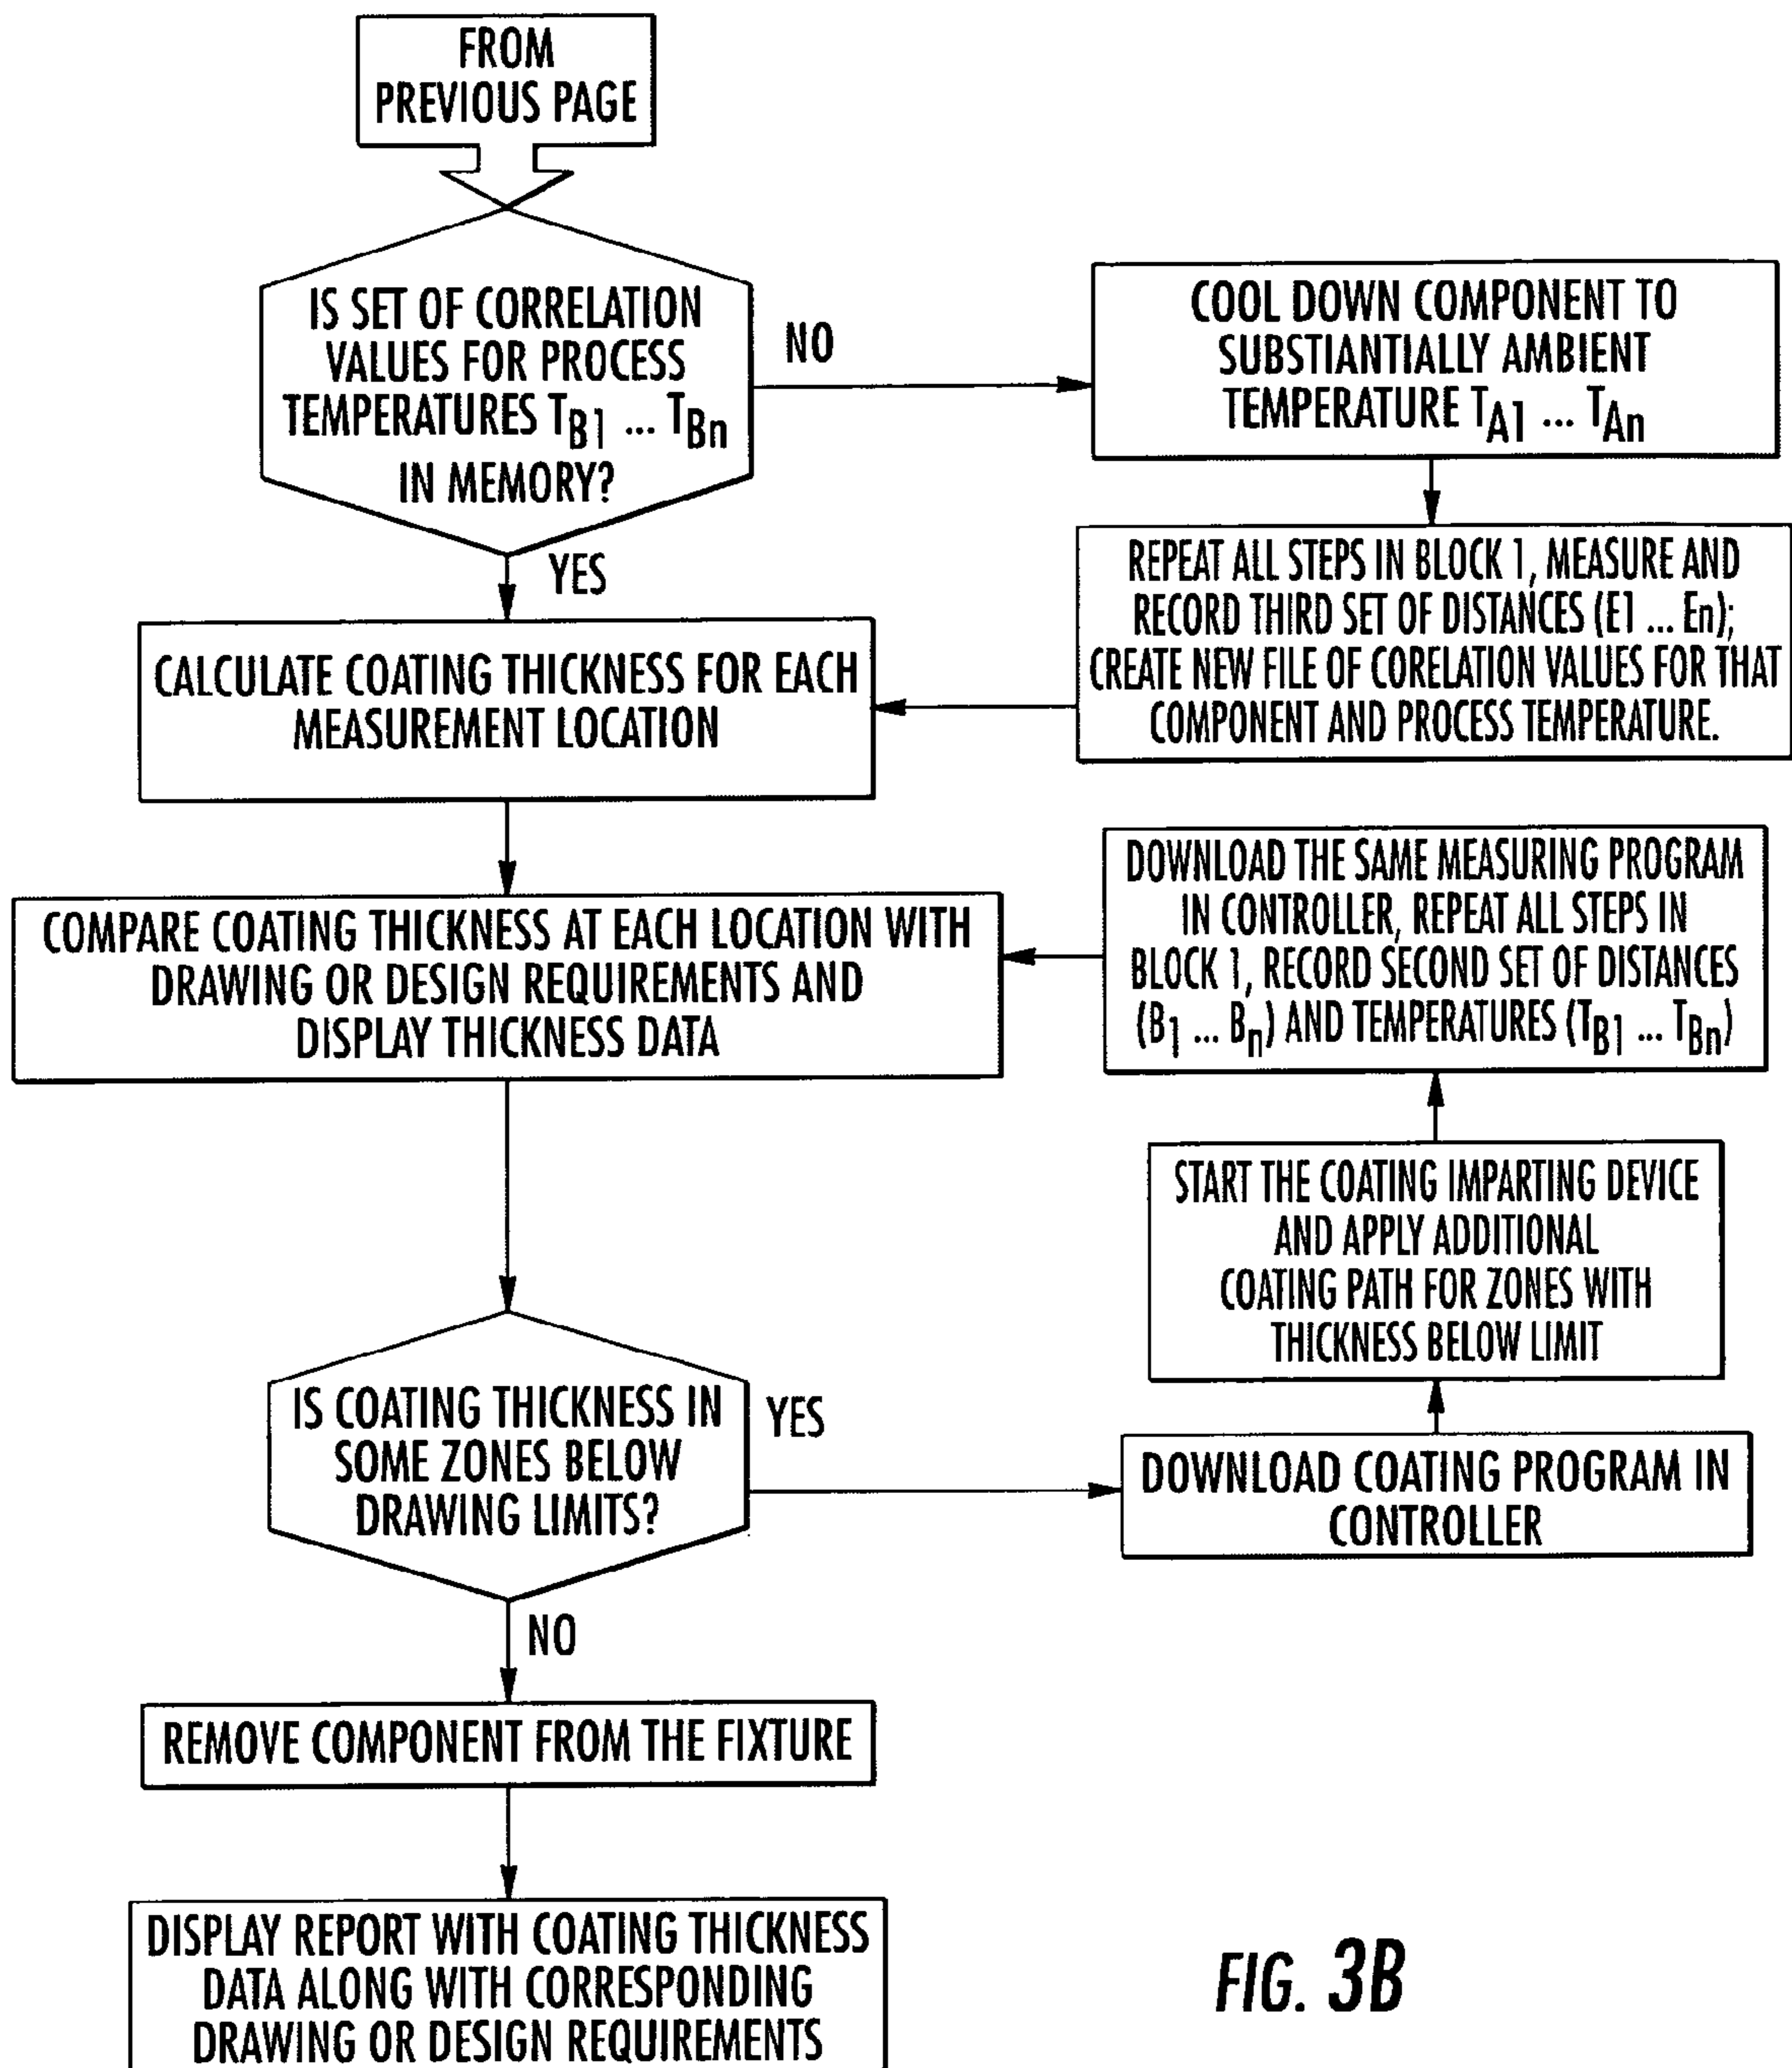 FROM
PREVIOUS PAGE
IS SET OF CORRELATION
VALUES FOR PROCESS
TEMPERATURES TB1 ... TBn
IN MEMORY?
NO
COOL DOWN COMPONENT TO
SUBSTIANTIALLY AMBIENT
TEMPERATURE TA1 ... TAn
YES
REPEAT ALL STEPS IN BLOCK 1, MEASURE AND
RECORD THIRD SET OF DISTANCES (E1 ... En);
CREATE NEW FILE OF CORELATION VALUES FOR THAT
COMPONENT AND PROCESS TEMPERATURE.
CALCULATE COATING THICKNESS FOR EACH
MEASUREMENT LOCATION
DOWNLOAD THE SAME MEASURING PROGRAM
IN CONTROLLER, REPEAT ALL STEPS IN
BLOCK 1, RECORD SECOND SET OF DISTANCES
(B1 ... Bn) AND TEMPERATURES (TB1 ... TBn)
COMPARE COATING THICKNESS AT EACH LOCATION WITH
DRAWING OR DESIGN REQUIREMENTS AND
DISPLAY THICKNESS DATA
START THE COATING IMPARTING DEVICE
AND APPLY ADDITIONAL
COATING PATH FOR ZONES WITH
THICKNESS BELOW LIMIT
IS COATING THICKNESS IN
SOME ZONES BELOW
DRAWING LIMITS?
YES
DOWNLOAD COATING PROGRAM IN
CONTROLLER
NO
REMOVE COMPONENT FROM THE FIXTURE
DISPLAY REPORT WITH COATING THICKNESS
DATA ALONG WITH CORRESPONDING
DRAWING OR DESIGN REQUIREMENTS
FIG. 3B